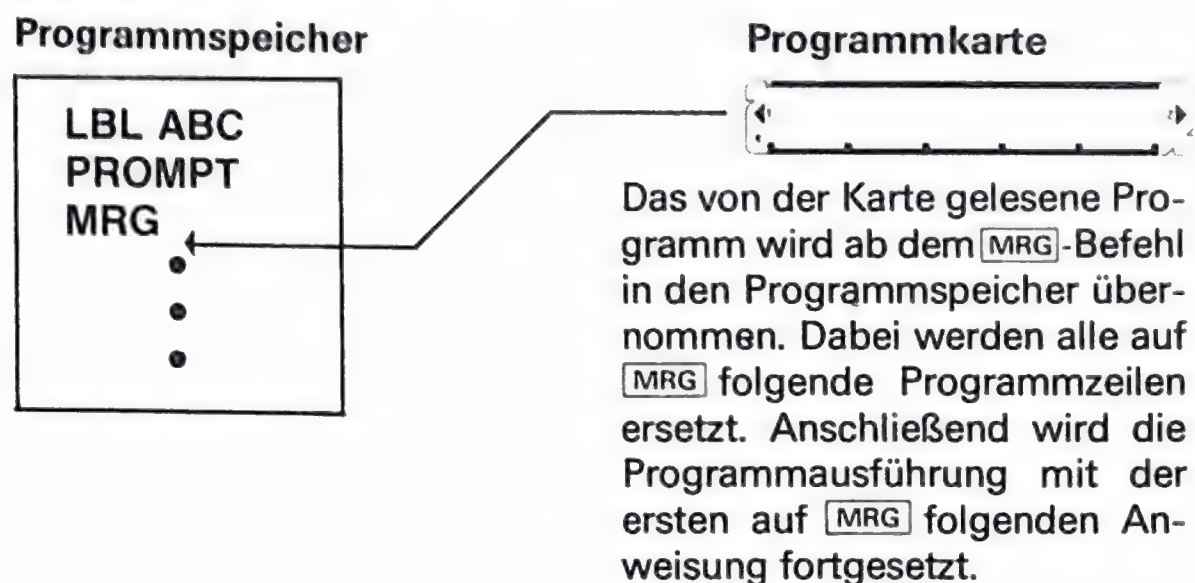 Programmspeicher
LBL ABC
PROMPT
MRG
Programmkarte
Das von der Karte gelesene Pro-
gramm wird ab dem MRG-Befehl
in den Programmspeicher über-
nommen. Dabei werden alle auf
MRG folgende Programmzeilen
ersetzt. Anschließend wird die
Programmausführung mit der
ersten auf MRG folgenden An-
weisung fortgesetzt.